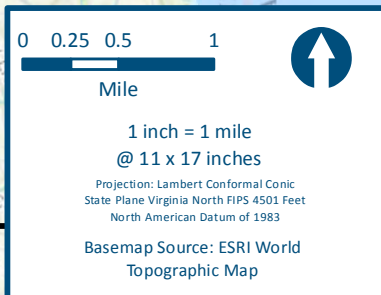 0 0.25 0.5 1
Mile
1 inch = 1 mile
@ 11 x 17 inches
Projection: Lambert Conformal Conic
State Plane Virginia North FIPS 4501 Feet
North American Datum of 1983
Basemap Source: ESRI World
Topographic Map